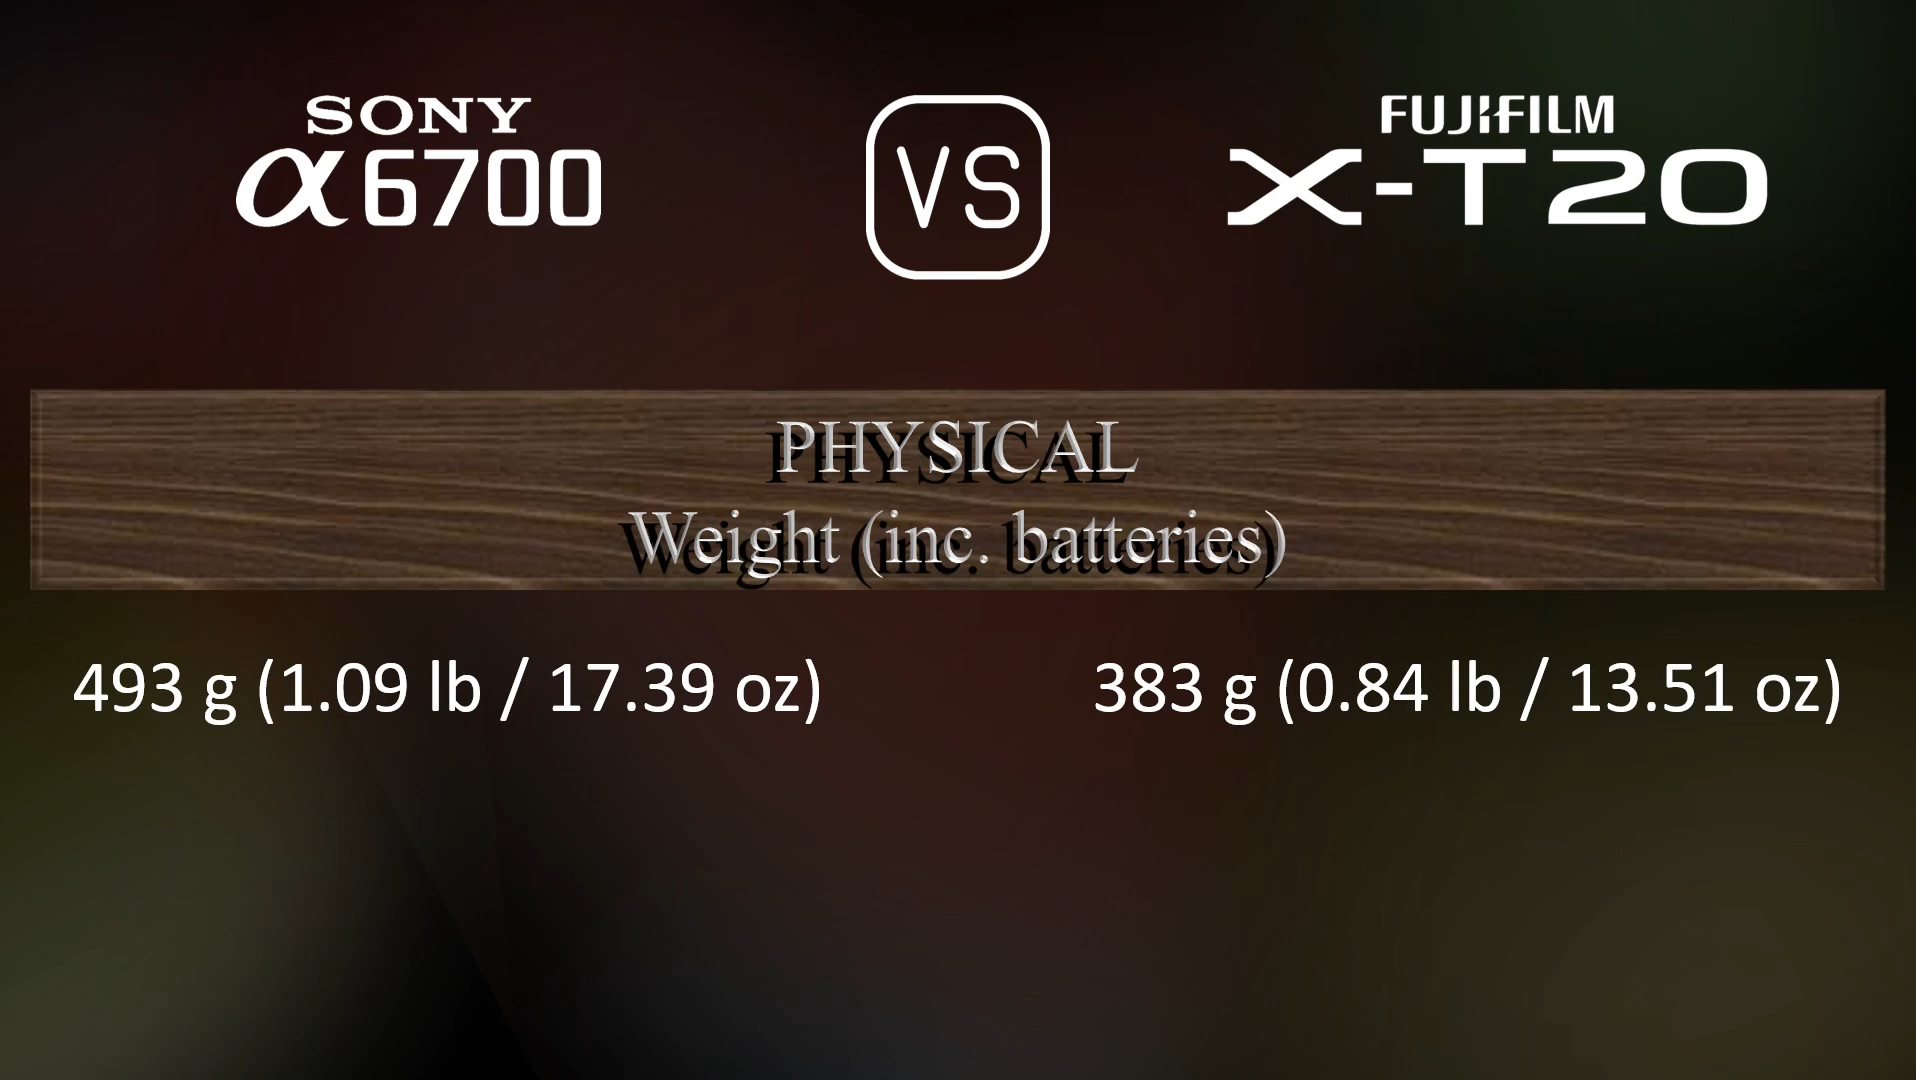 SONY
α6700
VS
FUJIFILM
X-T20
PHYSICAL
Weight (inc. batteries)
493 g (1.09 lb / 17.39 oz)
383 g (0.84 lb / 13.51 oz)